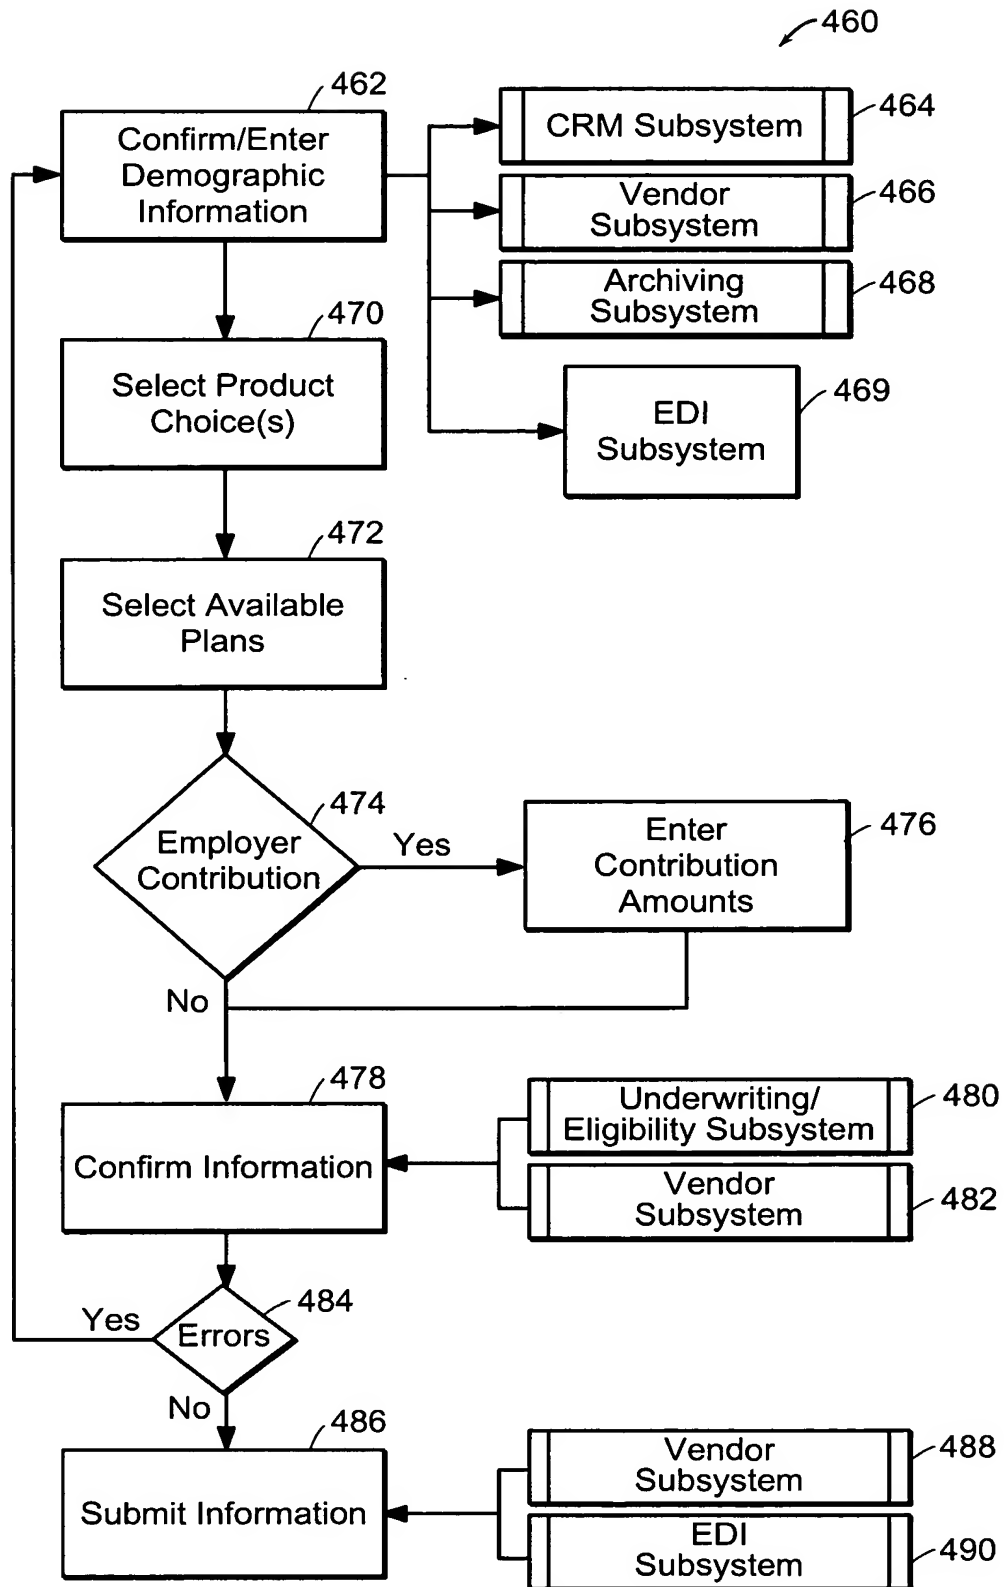 460
462
Confirm/Enter
Demographic
Information
CRM Subsystem
464
Vendor
Subsystem
466
Archiving
Subsystem
468
EDI
Subsystem
469
470
Select Product
Choice(s)
472
Select Available
Plans
474
Employer
Contribution
Yes
Enter
Contribution
Amounts
476
No
478
Confirm Information
Underwriting/
Eligibility Subsystem
480
Vendor
Subsystem
482
484
Errors
Yes
No
486
Submit Information
Vendor
Subsystem
488
EDI
Subsystem
490